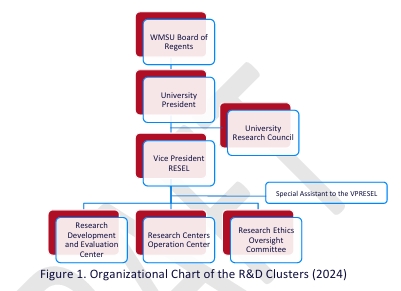 WMSU Board of
Regents
University
President
University
Research Council
Vice President
RESEL
Special Assistant to the VPRESEL
Research
Development
and Evaluation
Center
Research Centers
Operation Center
Research Ethics
Oversight
Committee
Figure 1. Organizational Chart of the R&D Clusters (2024)